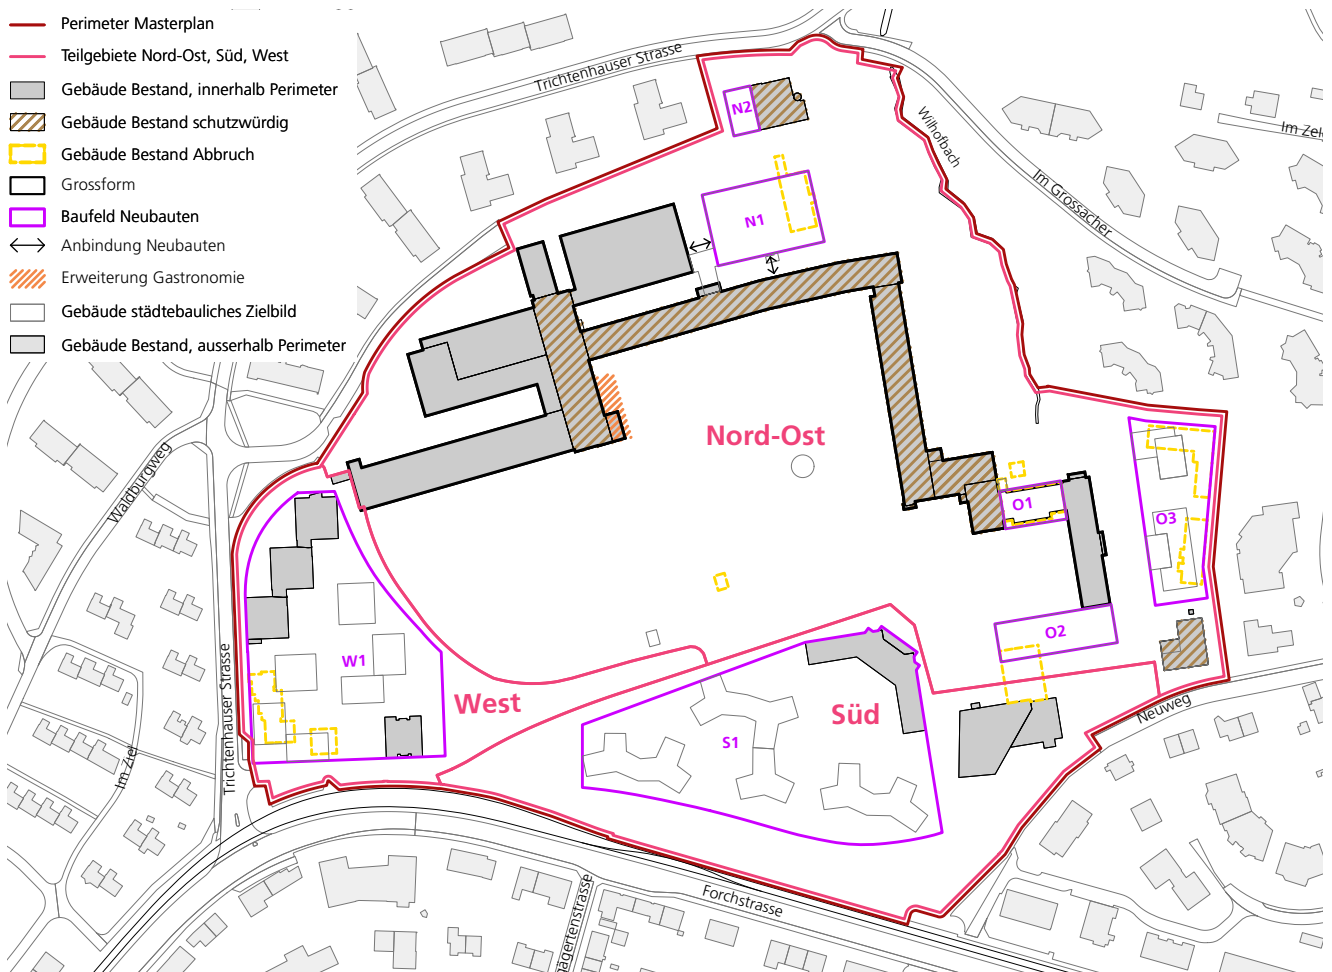 Perimeter Masterplan
Teilgebiete Nord-Ost, Süd, West
Gebäude Bestand, innerhalb Perimeter
Gebäude Bestand schutzwürdig
Gebäude Bestand Abbruch
Grossform
Baufeld Neubauten
Anbindung Neubauten
Erweiterung Gastronomie
Gebäude städtebauliches Zielbild
Gebäude Bestand, ausserhalb Perimeter
Trichtenhauser Strasse
N2
Wilhofbach
Im Zel
Im Grossacher
N1
Nord-Ost
Waldburgweg
O1
O3
O2
W1
West
Süd
S1
Trichtenhauser Strasse
Im Ziel
Neuweg
Forchstrasse
ägertenstrasse